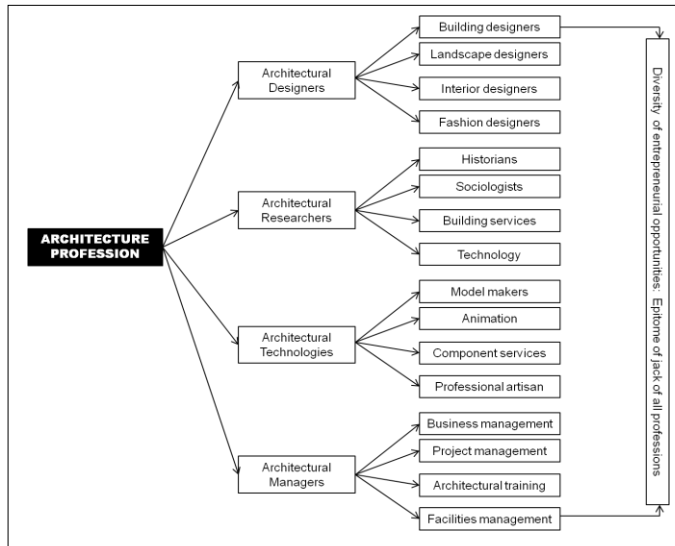 Building designers
Landscape designers
Architectural
Designers
Interior designers
Fashion designers
Historians
Sociologists
Architectural
Researchers
Building services
Technology
ARCHITECTURE
PROFESSION
Model makers
Animation
Architectural
Technologies
Component services
Professional artisan
Business management
Project management
Architectural
Managers
Architectural training
Facilities management
Diversity of entrepreneurial opportunities: Epitome of jack of all professions